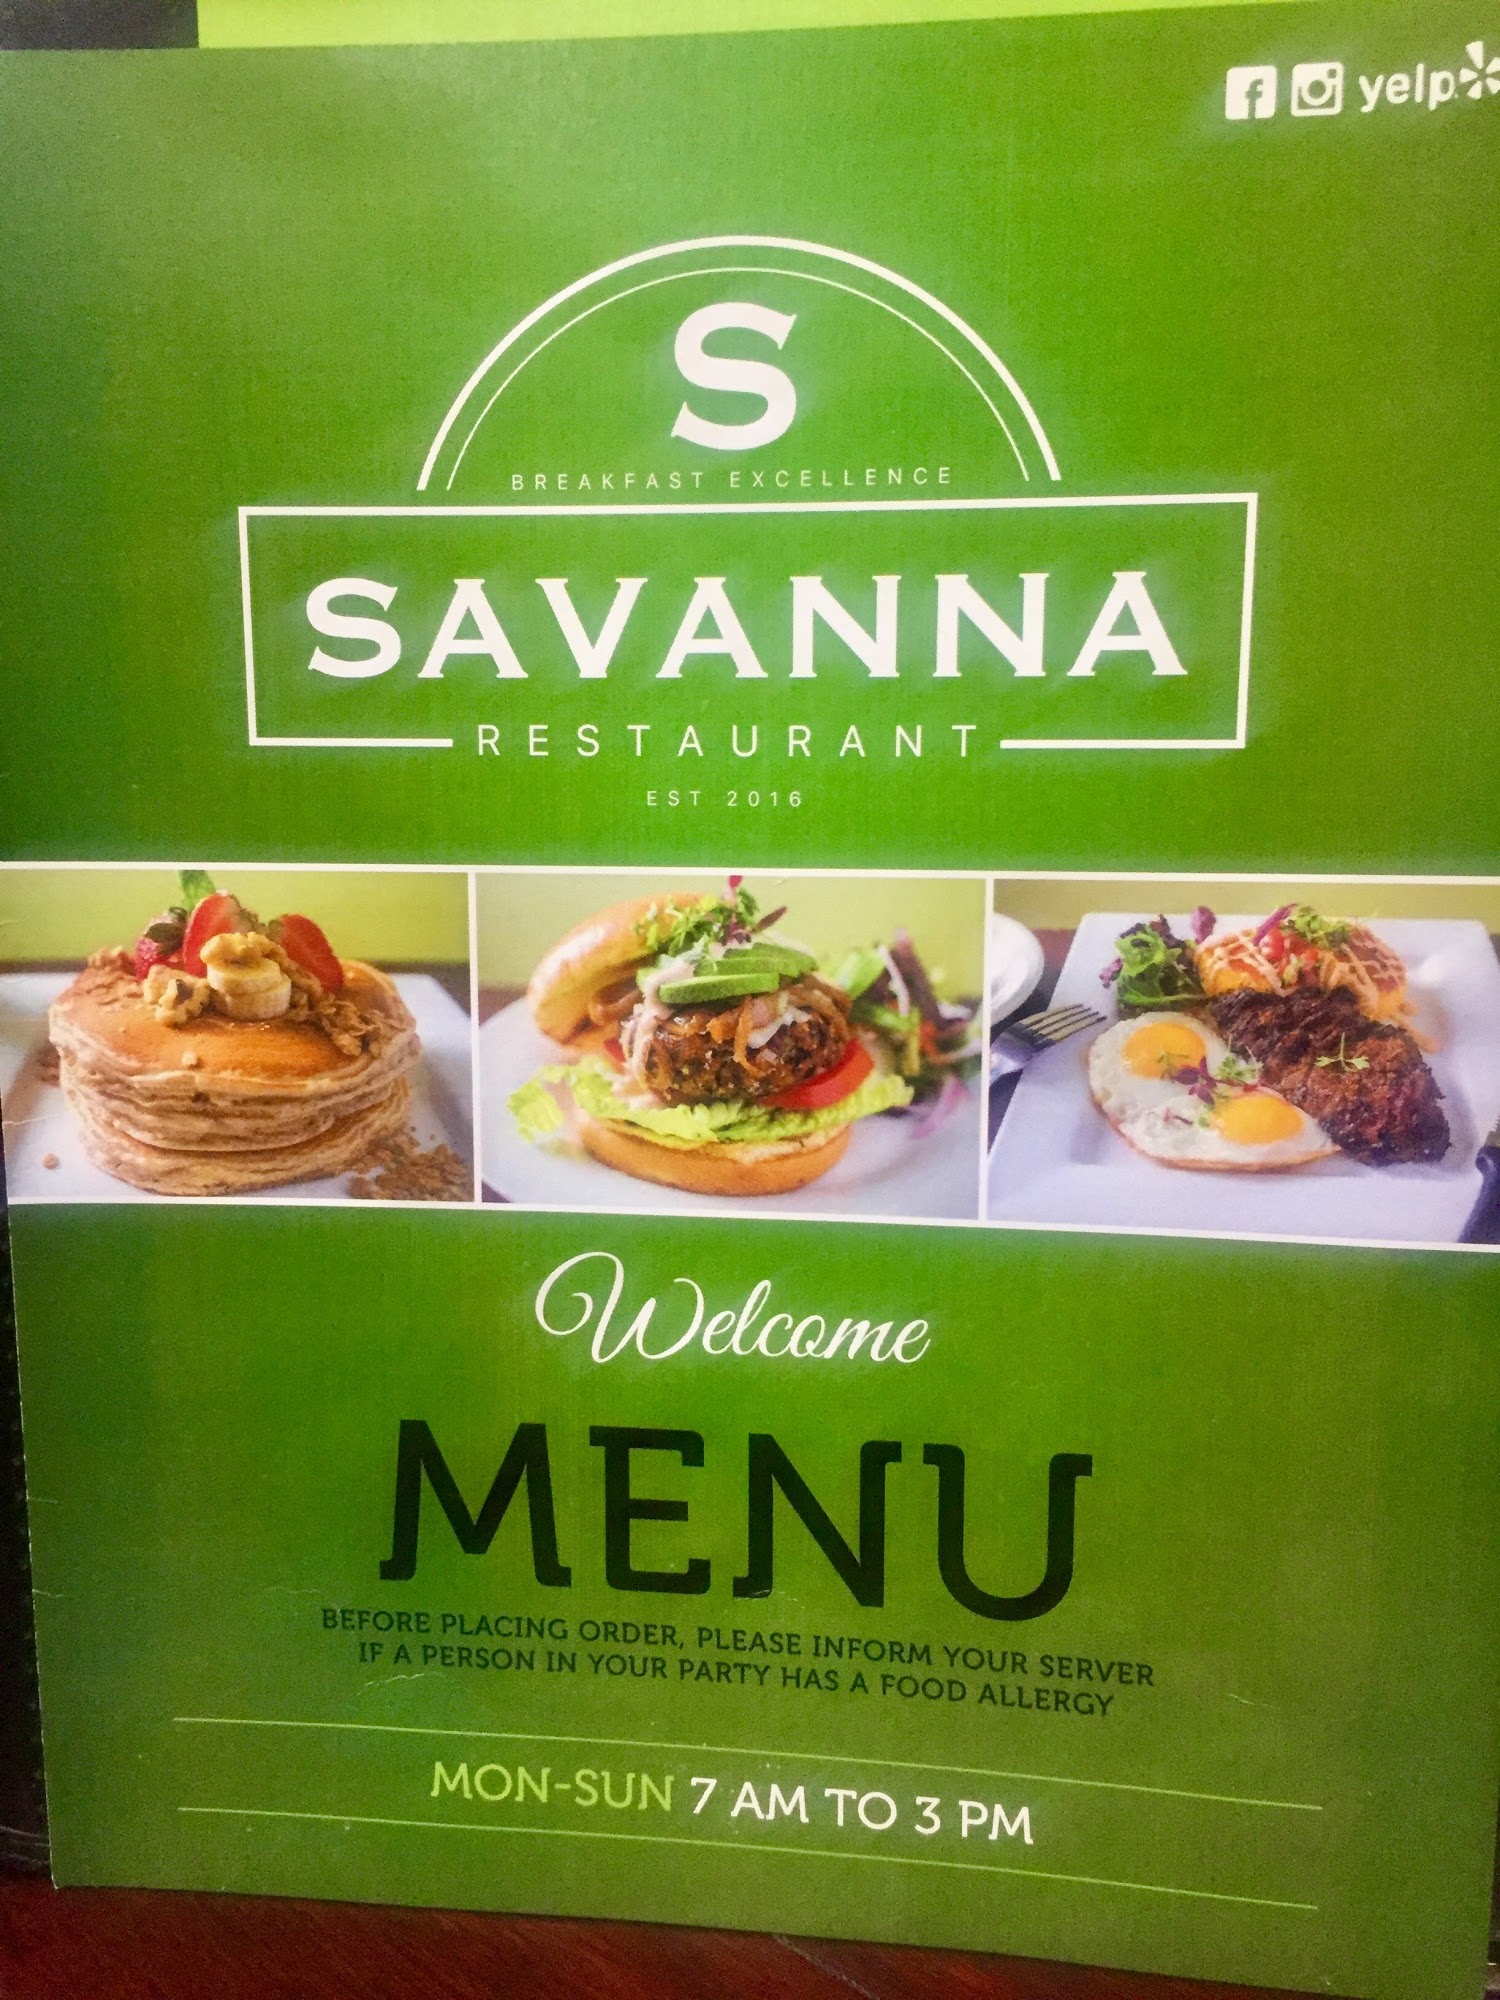 yelp
S
BREAKFAST EXCELLENCE
SAVANNA
RESTAURANT
EST 2016
Welcome
MENU
BEFORE PLACING ORDER, PLEASE INFORM YOUR SERVER
IF A PERSON IN YOUR PARTY HAS A FOOD ALLERGY
MON-SUN 7 AM TO 3 PM